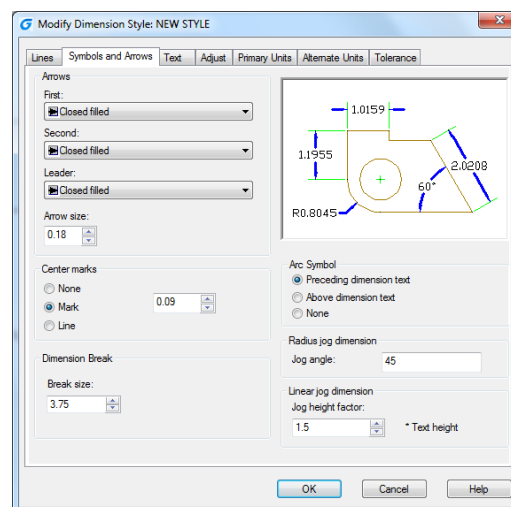 Modify Dimension Style: NEW STYLE
Lines Symbols and Arrows Text Adjust Primary Units Alternate Units Tolerance
Arrows
First:
Closed filled
Second:
Closed filled
Leader:
Closed filled
Arrow size:
0.18
Center marks
None
Mark
0.09
Line
Dimension Break
Break size:
3.75
1.0159
1.1955
2.0208
60°
R0.8045
Arc Symbol
Preceding dimension text
Above dimension text
None
Radius jog dimension
Jog angle: 45
Linear jog dimension
Jog height factor:
1.5 * Text height
OK Cancel Help